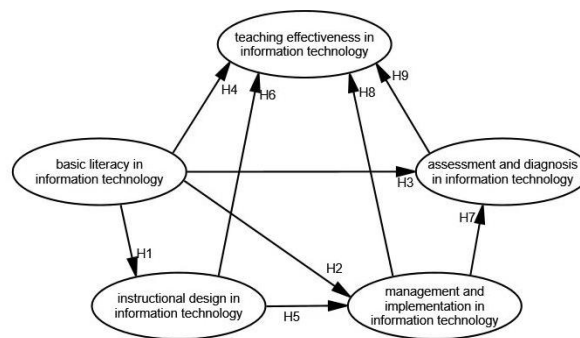 teaching effectiveness in
information technology
H4
H6
H8
H9
basic literacy in
information technology
H3
assessment and diagnosis
in information technology
H7
H1
H2
instructional design in
information technology
H5
management and
implementation in
information technology